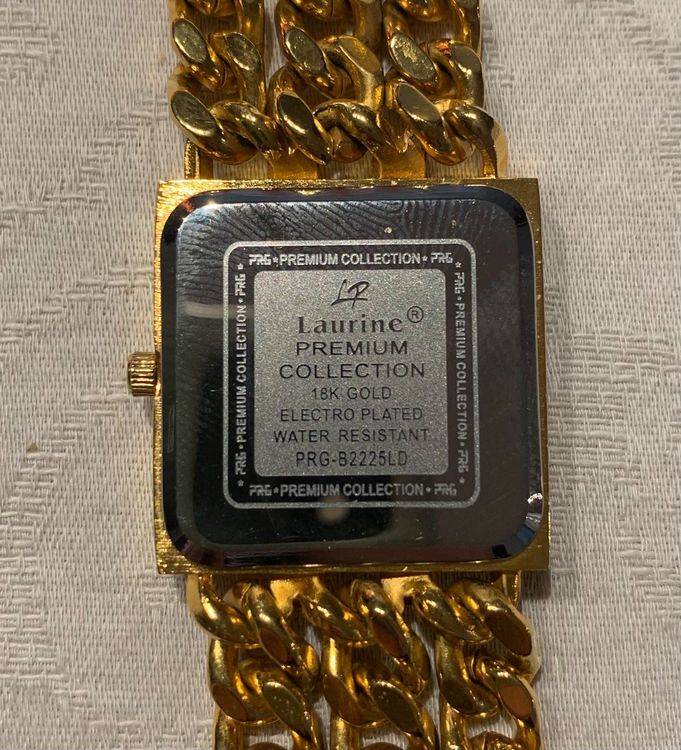 PRG★PREMIUM COLLECTION★PRG
LR
Laurine®
PREMIUM
COLLECTION
18K GOLD
ELECTRO PLATED
WATER RESISTANT
PRG-B2225LD
PRG★PREMIUM COLLECTION★PRG
PRG•PREMIUM COLLECTION•PRG
PRG•PREMIUM COLLECTION•PRG